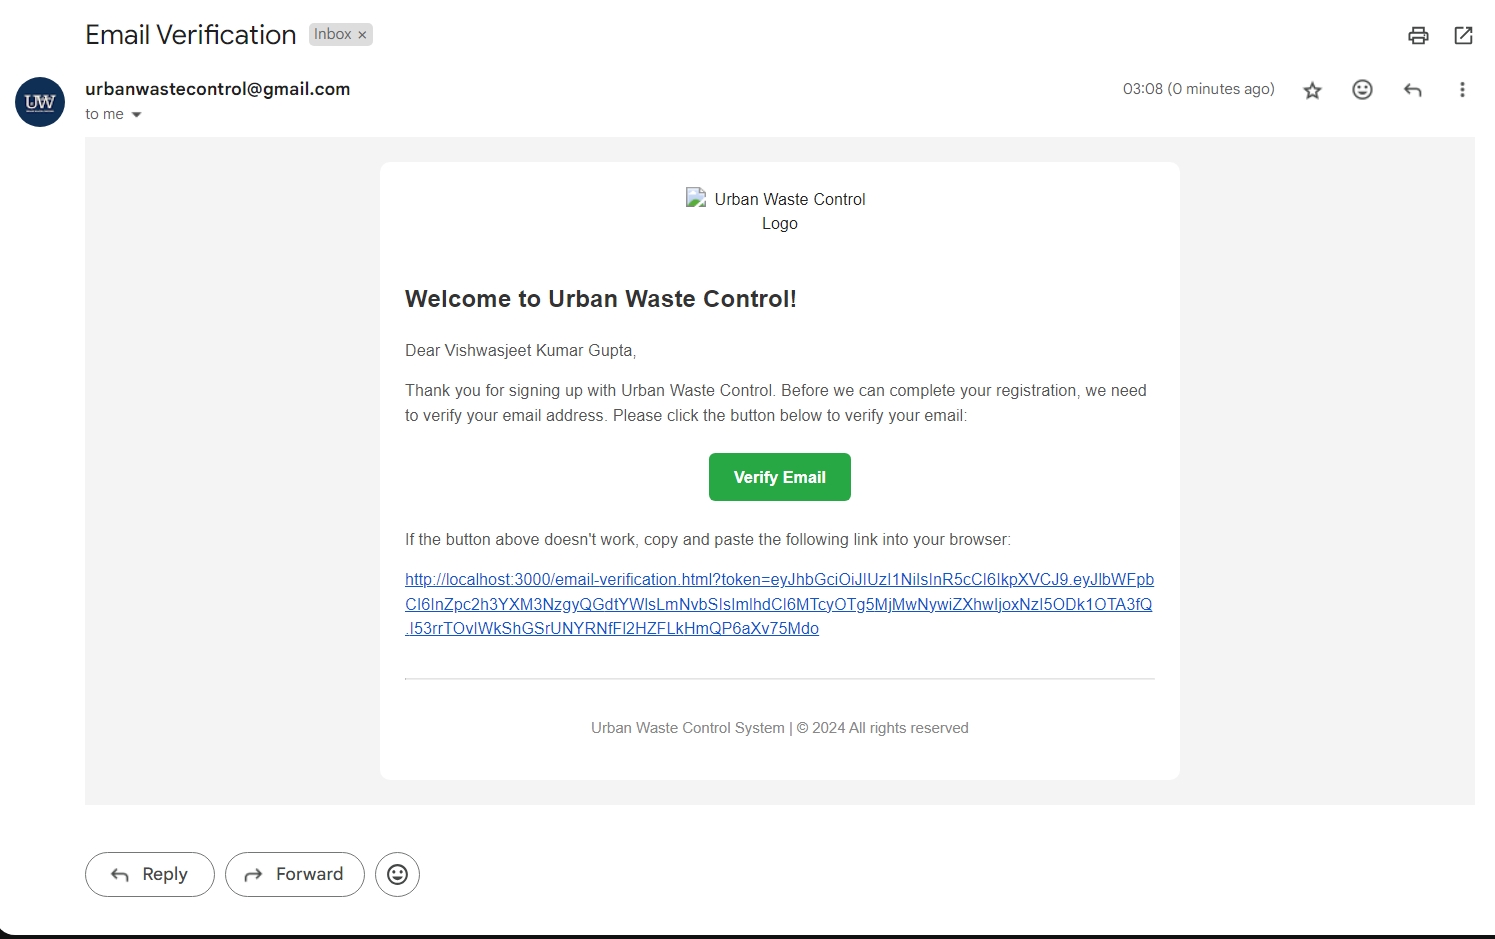 Email Verification Inbox ×
urbanwastecontrol@gmail.com 03:08 (0 minutes ago)
to me
UW
Urban Waste Control
Logo
Welcome to Urban Waste Control!
Dear Vishwasjeet Kumar Gupta,
Thank you for signing up with Urban Waste Control. Before we can complete your registration, we need
to verify your email address. Please click the button below to verify your email:
Verify Email
If the button above doesn't work, copy and paste the following link into your browser:
http://localhost:3000/email-verification.html?token=eyJhbGciOiJIUzI1NiIsInR5cCI6IkpXVCJ9.eyJlbWFpb
CI6InZpc2h3YXM3NzgyQGdtYWlsLmNvbSIsImlhdCI6MTcyOTg5MjMwNywiZXhwIjoxNzI5ODk1OTA3fQ
.I53rrTOvIWkShGSrUNYRNfFI2HZFLkHmQP6aXv75Mdo
Urban Waste Control System | © 2024 All rights reserved
Reply Forward